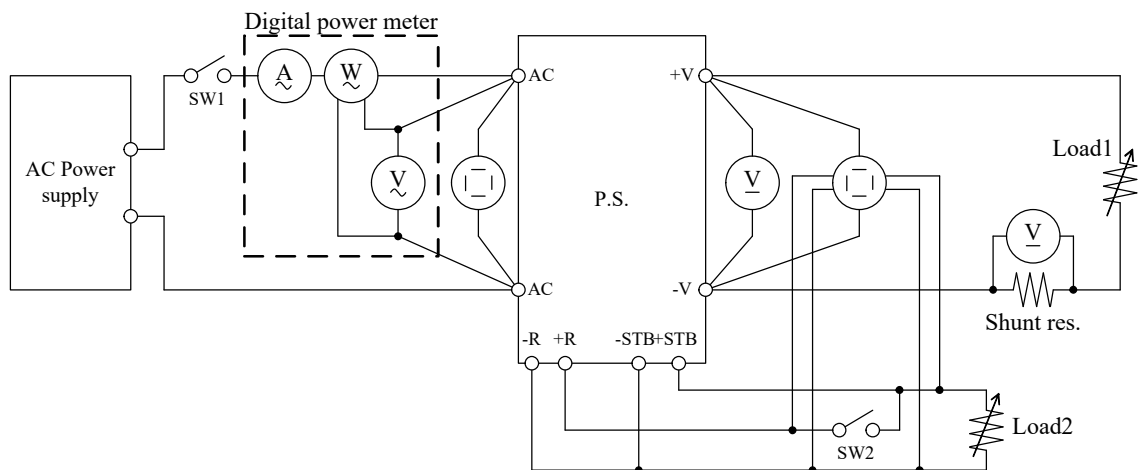 Digital power meter
A
W
SW1
AC
+V
AC Power
supply
V
P.S.
V
Load1
V
AC
-V
Shunt res.
-R
+R
-STB
+STB
SW2
Load2